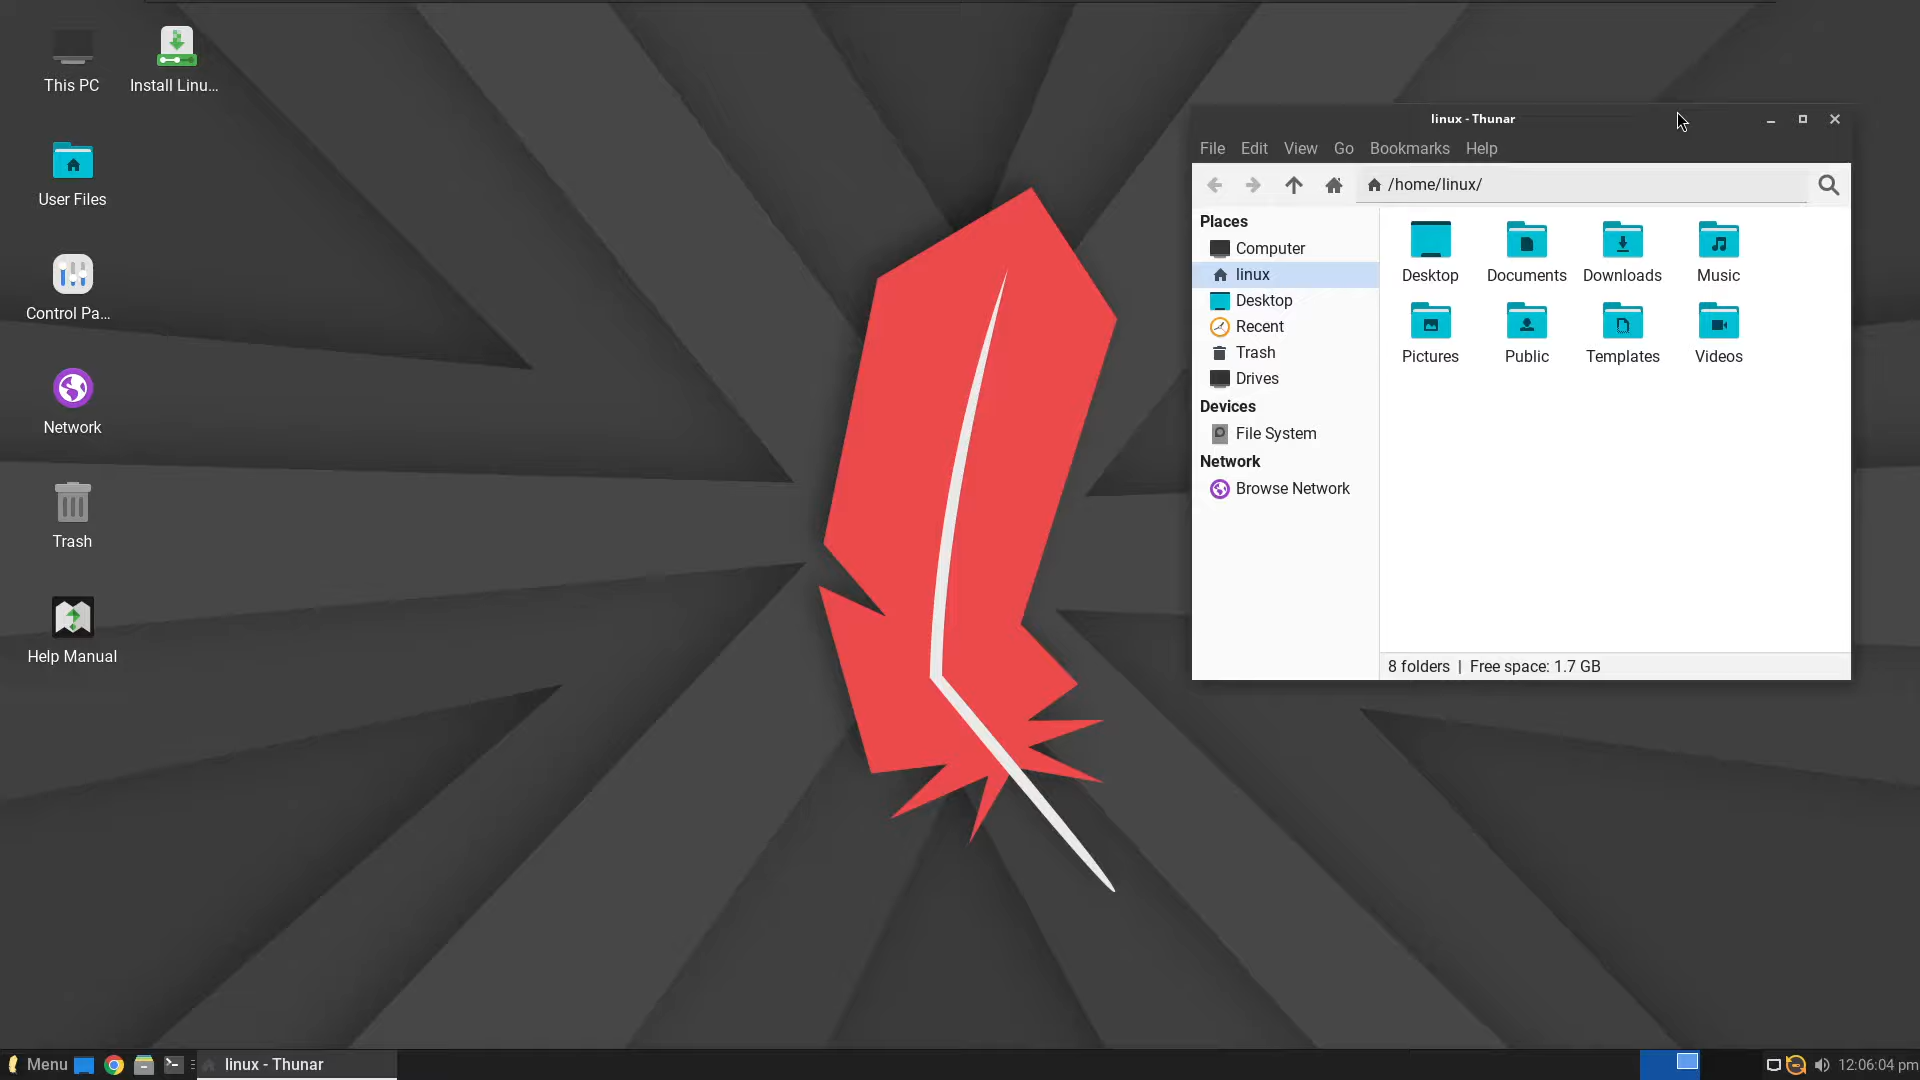 This PC
Install Linu...
User Files
Control Pa...
Network
Trash
Help Manual
linux - Thunar
File Edit View Go Bookmarks Help
/home/linux/
Places
Computer
linux
Desktop
Recent
Trash
Drives
Devices
File System
Network
Browse Network
Desktop Documents Downloads Music
Pictures Public Templates Videos
8 folders | Free space: 1.7 GB
Menu
linux - Thunar
12:06:04 pm